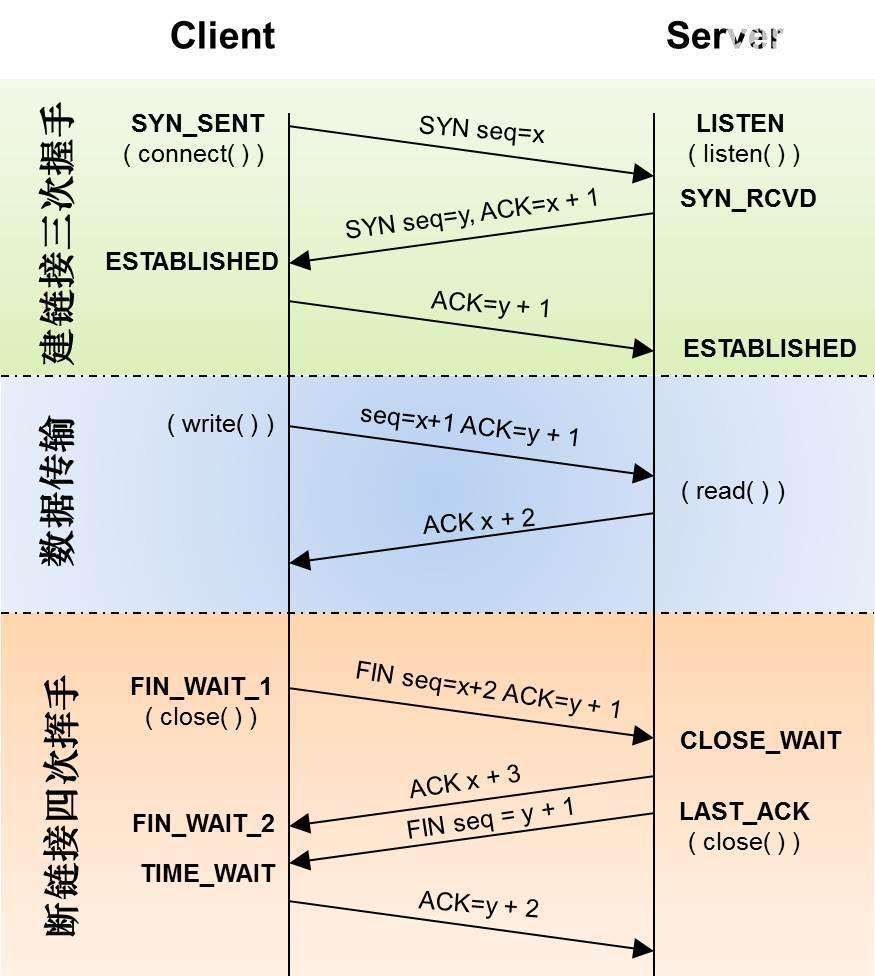 Client
Server
建链接三次握手
SYN_SENT
( connect( ) )
SYN seq=x
LISTEN
( listen( ) )
SYN_RCVD
SYN seq=y, ACK=x + 1
ESTABLISHED
ACK=y + 1
ESTABLISHED
数据传输
( write( ) )
seq=x+1 ACK=y + 1
( read( ) )
ACK x + 2
断链接四次挥手
FIN_WAIT_1
( close( ) )
FIN seq=x+2 ACK=y + 1
CLOSE_WAIT
ACK x + 3
FIN_WAIT_2
FIN seq = y + 1
LAST_ACK
( close( ) )
TIME_WAIT
ACK=y + 2